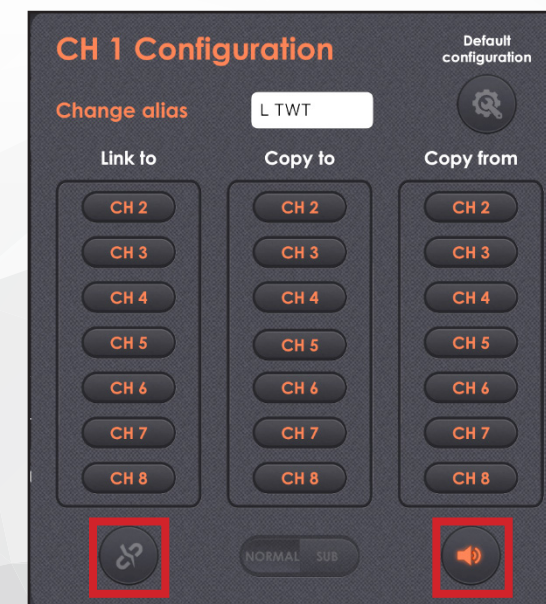 CH 1 Configuration
Default
configuration
Change alias
L TWT
Link to
Copy to
Copy from
CH 2
CH 2
CH 2
CH 3
CH 3
CH 3
CH 4
CH 4
CH 4
CH 5
CH 5
CH 5
CH 6
CH 6
CH 6
CH 7
CH 7
CH 7
CH 8
CH 8
CH 8
NORMAL SUB